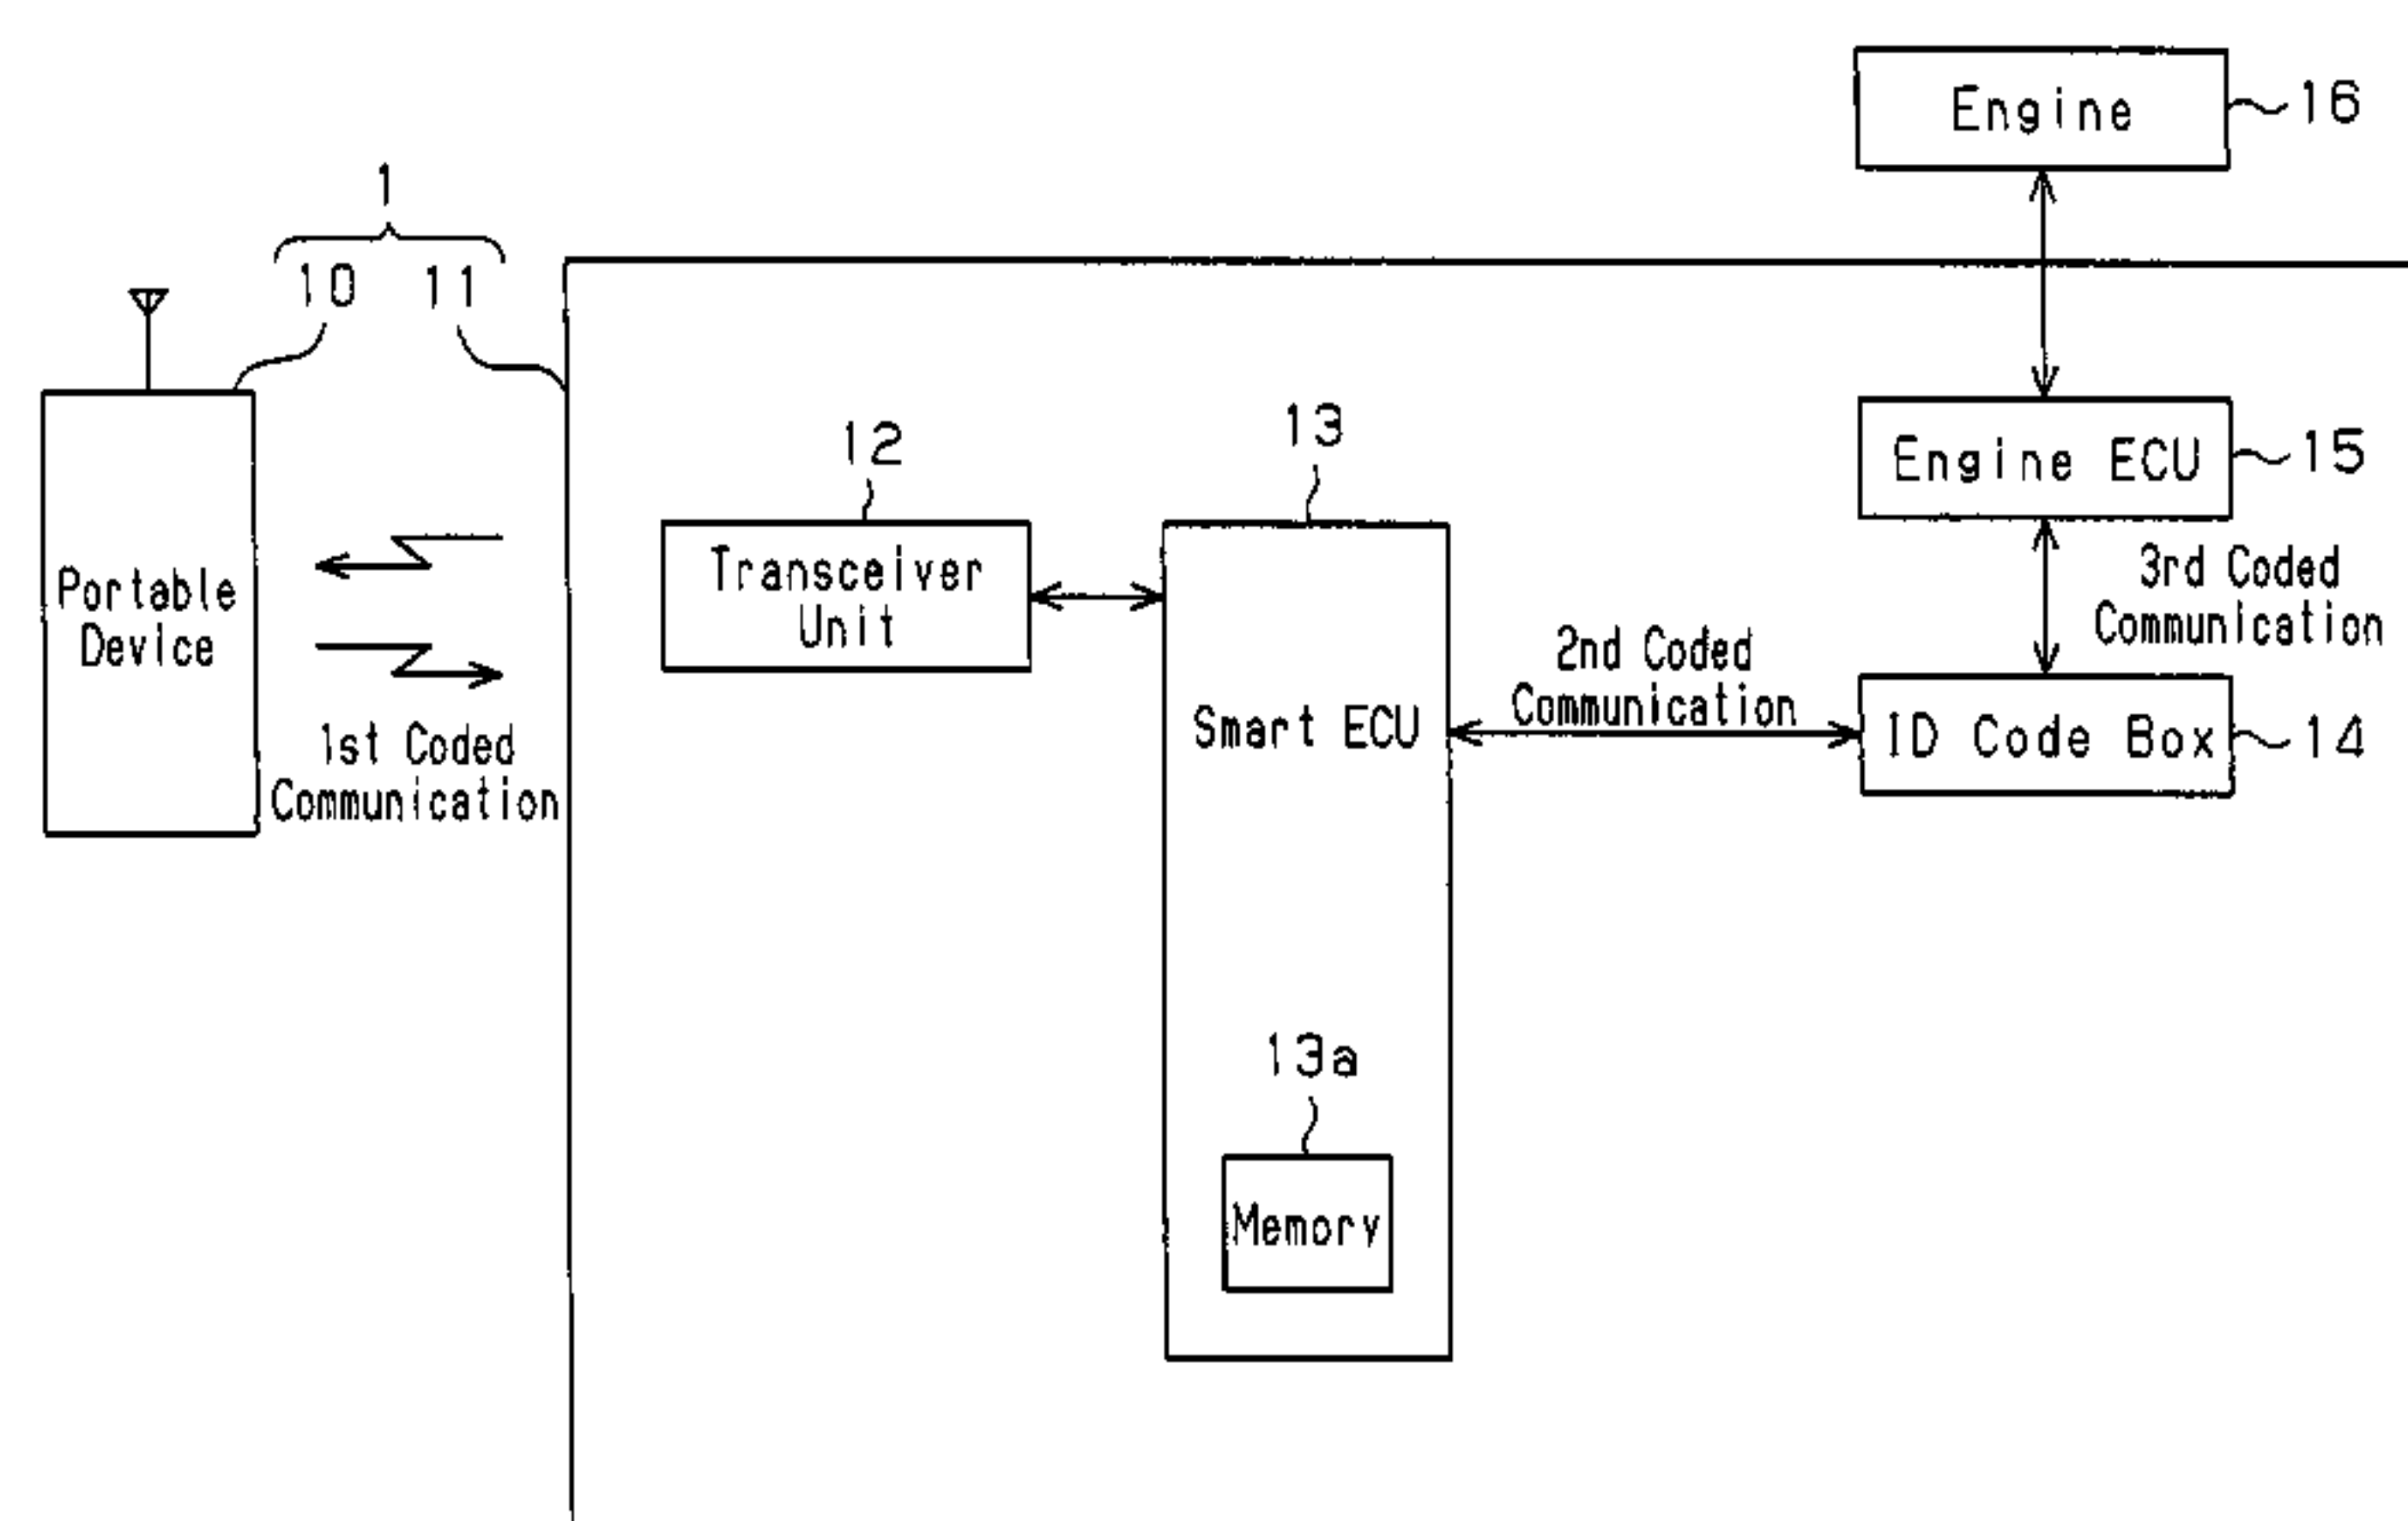 Engine
16
1
10 11
Engine ECU
15
12
13
Transceiver
Unit
Portable
Device
3rd Coded
Communication
2nd Coded
Communication
Smart ECU
ID Code Box
14
1st Coded
Communication
13a
Memory